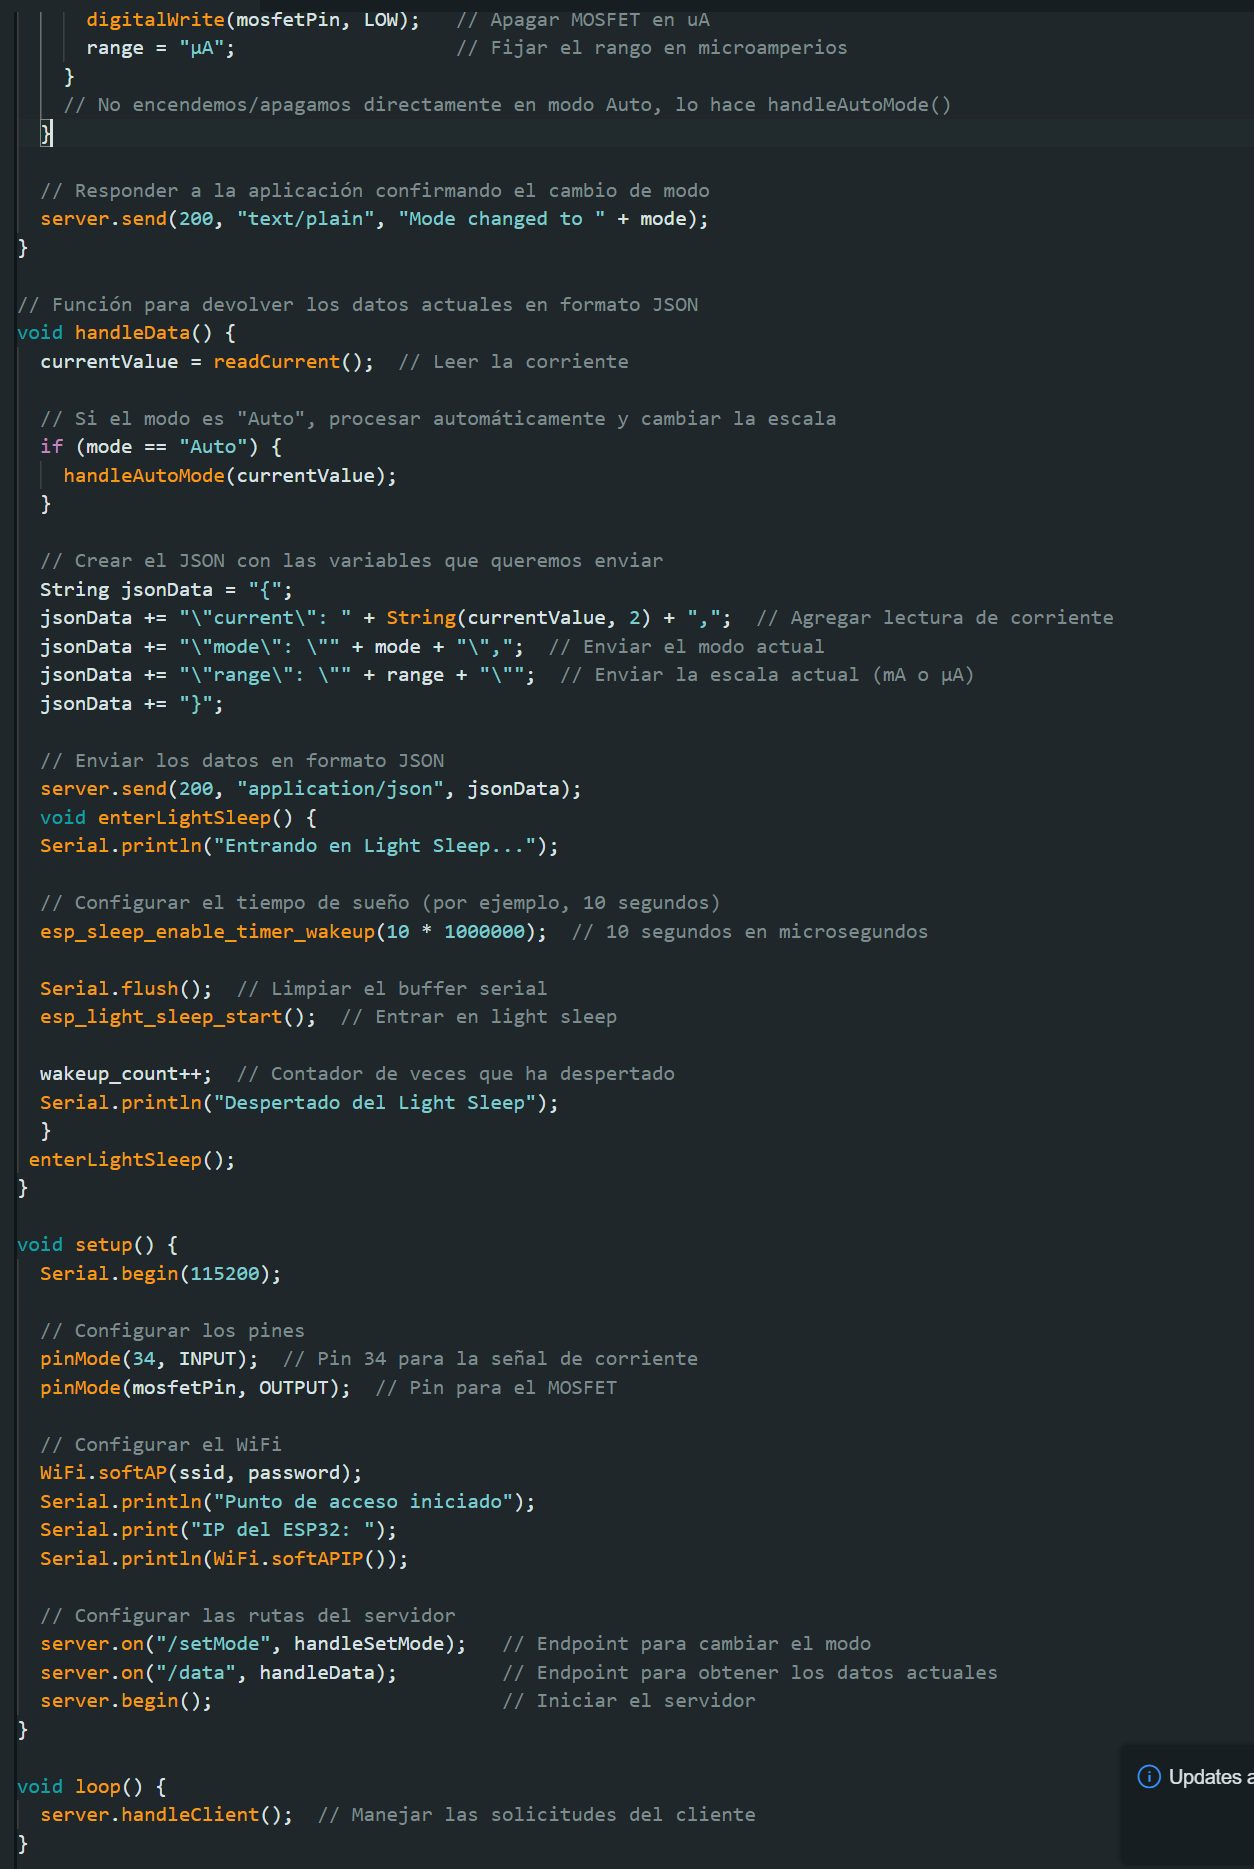 digitalWrite(mosfetPin, LOW);   // Apagar MOSFET en uA
range = "µA";                   // Fijar el rango en microamperios
}
// No encendemos/apagamos directamente en modo Auto, lo hace handleAutoMode()
}
// Responder a la aplicación confirmando el cambio de modo
server.send(200, "text/plain", "Mode changed to " + mode);
}
// Función para devolver los datos actuales en formato JSON
void handleData() {
currentValue = readCurrent();  // Leer la corriente
// Si el modo es "Auto", procesar automáticamente y cambiar la escala
if (mode == "Auto") {
handleAutoMode(currentValue);
}
// Crear el JSON con las variables que queremos enviar
String jsonData = "{";
jsonData += "\"current\": " + String(currentValue, 2) + ",";  // Agregar lectura de corriente
jsonData += "\"mode\": \"" + mode + "\",";  // Enviar el modo actual
jsonData += "\"range\": \"" + range + "\"";  // Enviar la escala actual (mA o µA)
jsonData += "}";
// Enviar los datos en formato JSON
server.send(200, "application/json", jsonData);
void enterLightSleep() {
Serial.println("Entrando en Light Sleep...");
// Configurar el tiempo de sueño (por ejemplo, 10 segundos)
esp_sleep_enable_timer_wakeup(10 * 1000000);  // 10 segundos en microsegundos
Serial.flush();  // Limpiar el buffer serial
esp_light_sleep_start();  // Entrar en light sleep
wakeup_count++;  // Contador de veces que ha despertado
Serial.println("Despertado del Light Sleep");
}
enterLightSleep();
}
void setup() {
Serial.begin(115200);
// Configurar los pines
pinMode(34, INPUT);  // Pin 34 para la señal de corriente
pinMode(mosfetPin, OUTPUT);  // Pin para el MOSFET
// Configurar el WiFi
WiFi.softAP(ssid, password);
Serial.println("Punto de acceso iniciado");
Serial.print("IP del ESP32: ");
Serial.println(WiFi.softAPIP());
// Configurar las rutas del servidor
server.on("/setMode", handleSetMode);   // Endpoint para cambiar el modo
server.on("/data", handleData);         // Endpoint para obtener los datos actuales
server.begin();                         // Iniciar el servidor
}
Updates a
void loop() {
server.handleClient();  // Manejar las solicitudes del cliente
}